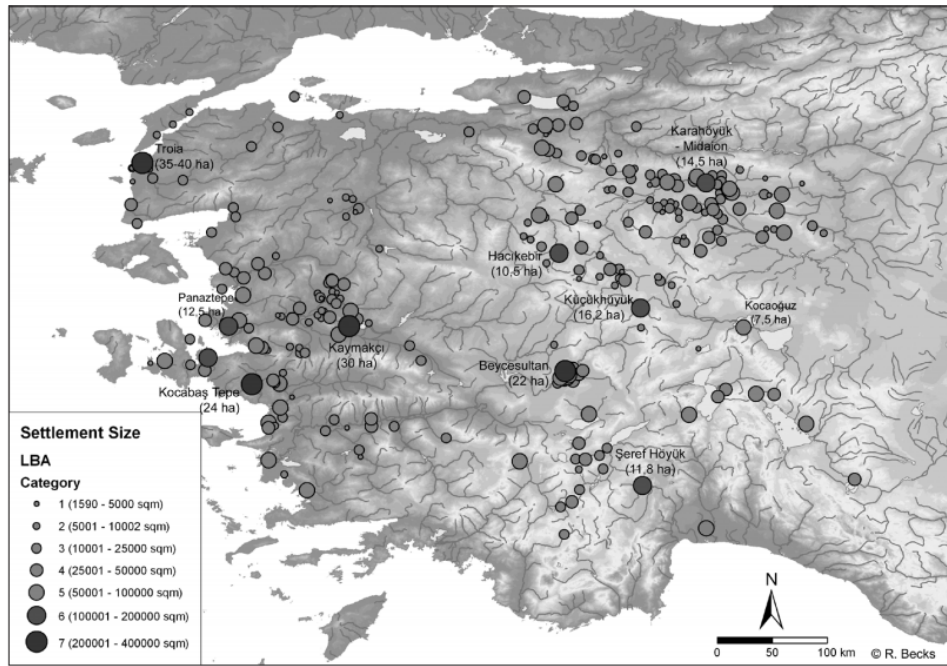 Troia
(35-40 ha)
Karahöyük
- Midaion
(14,5 ha)
Hacıkebir
(10,5 ha)
Panaztepe
(12,5 ha)
Küçükhüyük
(16,2 ha)
Kocaoğuz
(7,5 ha)
Kaymakçı
(30 ha)
Beycesultan
(22 ha)
Kocabaş Tepe
(24 ha)
Şeref Höyük
(11,8 ha)
Settlement Size
LBA
Category
1 (1590 - 5000 sqm)
2 (5001 - 10002 sqm)
3 (10001 - 25000 sqm)
4 (25001 - 50000 sqm)
5 (50001 - 100000 sqm)
6 (100001 - 200000 sqm)
7 (200001 - 400000 sqm)
N
0 50 100 km
© R. Becks